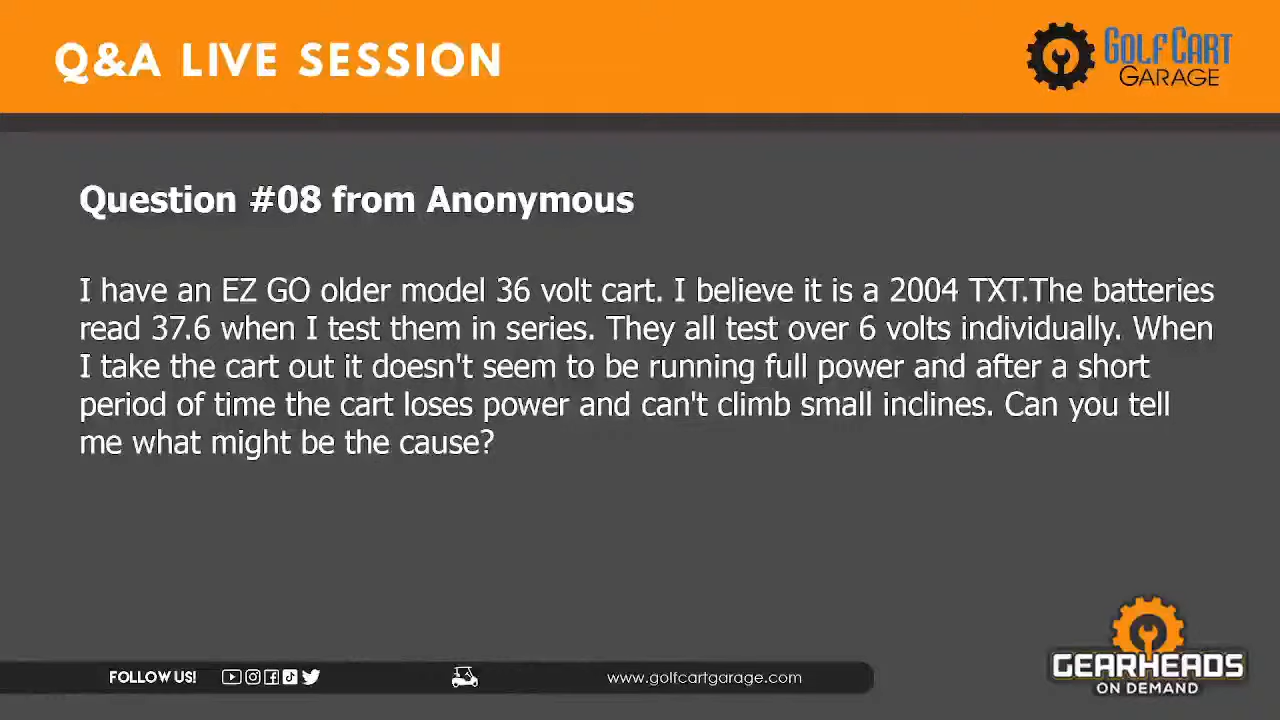 Q&A LIVE SESSION
GOLF CART
GARAGE
Question #08 from Anonymous
I have an EZ GO older model 36 volt cart. I believe it is a 2004 TXT.The batteries
read 37.6 when I test them in series. They all test over 6 volts individually. When
I take the cart out it doesn't seem to be running full power and after a short
period of time the cart loses power and can't climb small inclines. Can you tell
me what might be the cause?
GEARHEADS
ON DEMAND
FOLLOW US!
www.golfcartgarage.com